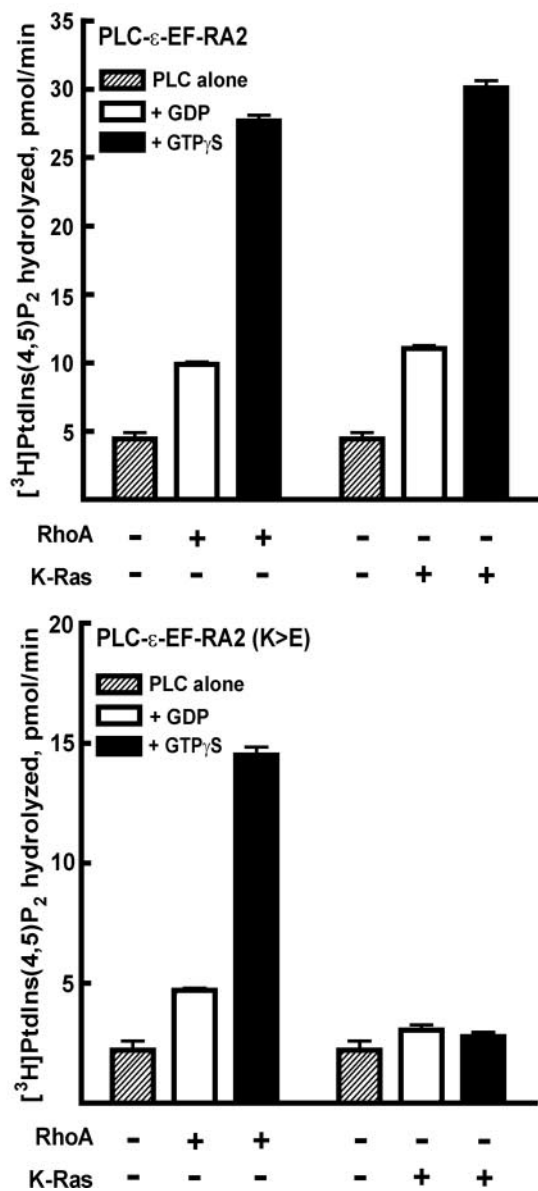 PLC-ε-EF-RA2
PLC alone
+ GDP
+ GTPγS
[³H]PtdIns(4,5)P₂ hydrolyzed, pmol/min
35
30
25
20
15
10
5
RhoA - + + - - -
K-Ras - - - - + +
PLC-ε-EF-RA2 (K>E)
PLC alone
+ GDP
+ GTPγS
[³H]PtdIns(4,5)P₂ hydrolyzed, pmol/min
20
15
10
5
RhoA - + + - - -
K-Ras - - - - + +